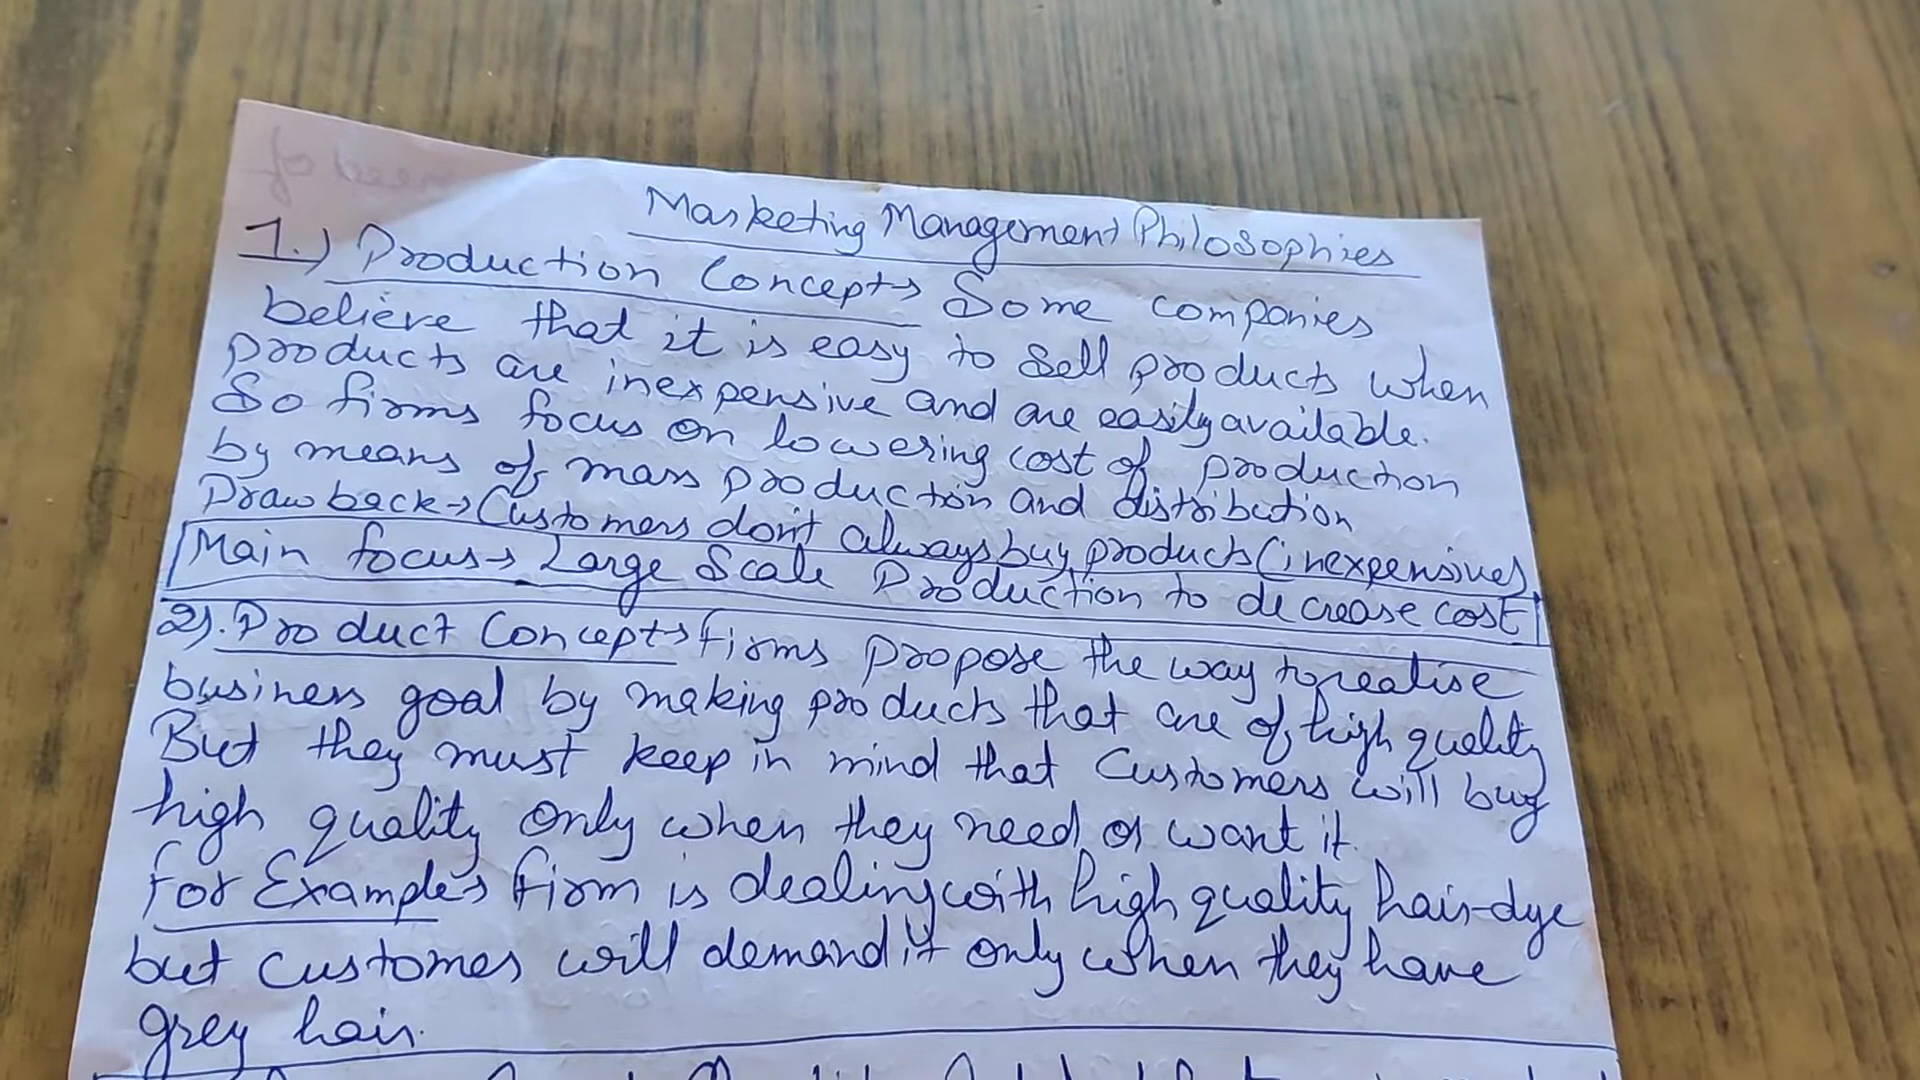 Marketing Management Philosophies
1.) Production Concept→ Some companies
believe that it is easy to sell products when
products are inexpensive and are easily available.
So firms focus on lowering cost of production
by means of mass production and distribution
Drawback→ Customers don't always buy products (inexpensive)
Main focus→ Large Scale Production to decrease cost
2). Product Concept→ firms propose the way to realise
business goal by making products that are of high quality
But they must keep in mind that Customers will buy
high quality only when they need or want it.
For Example→ firm is dealing with high quality hair-dye
but customers will demand it only when they have
grey hair.